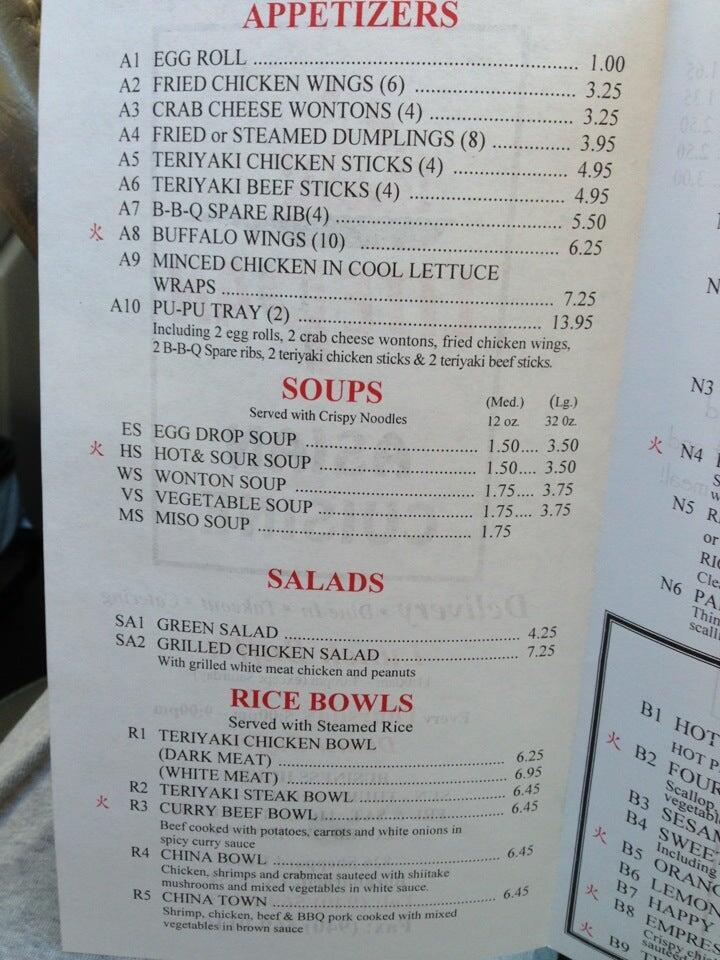 APPETIZERS
A1 EGG ROLL ........ 1.00
A2 FRIED CHICKEN WINGS (6) ........ 3.25
A3 CRAB CHEESE WONTONS (4) ........ 3.25
A4 FRIED or STEAMED DUMPLINGS (8) ........ 3.95
A5 TERIYAKI CHICKEN STICKS (4) ........ 4.95
A6 TERIYAKI BEEF STICKS (4) ........ 4.95
A7 B-B-Q SPARE RIB(4) ........ 5.50
火 A8 BUFFALO WINGS (10) ........ 6.25
A9 MINCED CHICKEN IN COOL LETTUCE
WRAPS ........ 7.25
A10 PU-PU TRAY (2) ........ 13.95
Including 2 egg rolls, 2 crab cheese wontons, fried chicken wings,
2 B-B-Q Spare ribs, 2 teriyaki chicken sticks & 2 teriyaki beef sticks.
SOUPS
Served with Crispy Noodles
(Med.) (Lg.)
12 oz. 32 0z.
ES EGG DROP SOUP ........ 1.50.... 3.50
火 HS HOT& SOUR SOUP ........ 1.50.... 3.50
WS WONTON SOUP ........ 1.75.... 3.75
VS VEGETABLE SOUP ........ 1.75.... 3.75
MS MISO SOUP ........ 1.75
SALADS
SA1 GREEN SALAD ........ 4.25
SA2 GRILLED CHICKEN SALAD ........ 7.25
With grilled white meat chicken and peanuts
RICE BOWLS
Served with Steamed Rice
R1 TERIYAKI CHICKEN BOWL
(DARK MEAT) ........ 6.25
(WHITE MEAT) ........ 6.95
R2 TERIYAKI STEAK BOWL ........ 6.45
火 R3 CURRY BEEF BOWL ........ 6.45
Beef cooked with potatoes, carrots and white onions in
spicy curry sauce
R4 CHINA BOWL ........ 6.45
Chicken, shrimps and crabmeat sauteed with shiitake
mushrooms and mixed vegetables in white sauce.
R5 CHINA TOWN ........ 6.45
Shrimp, chicken, beef & BBQ pork cooked with mixed
vegetables in brown sauce
N3
火 N4
N5
or
N6
B1 HOT
HOT
火 B2 FOUR
Scallop,
B3
B4
Including
火 B5
B6 LEMON
B7 HAPPY
火 B8
Crispy
火 B9